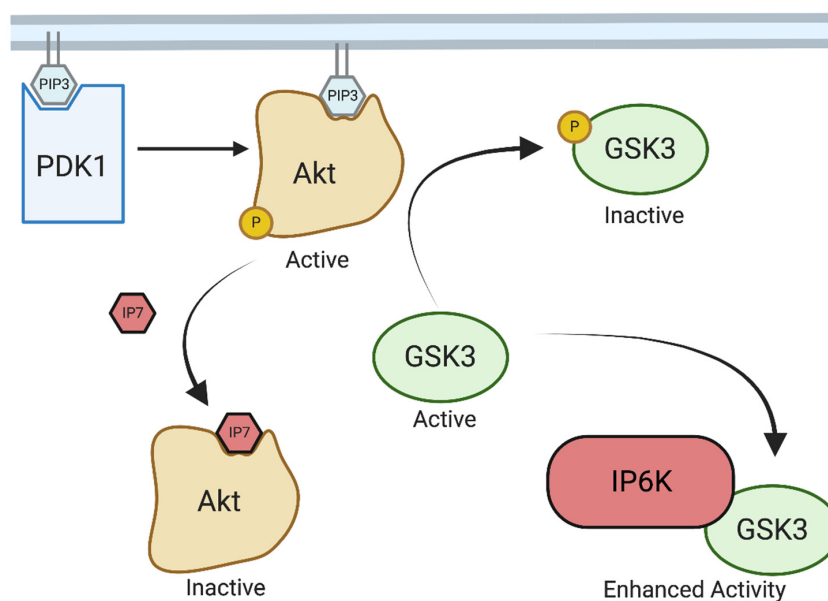 PIP3
PIP3
PDK1
Akt
P
Active
P
GSK3
Inactive
IP7
GSK3
Active
IP7
Akt
Inactive
IP6K
GSK3
Enhanced Activity